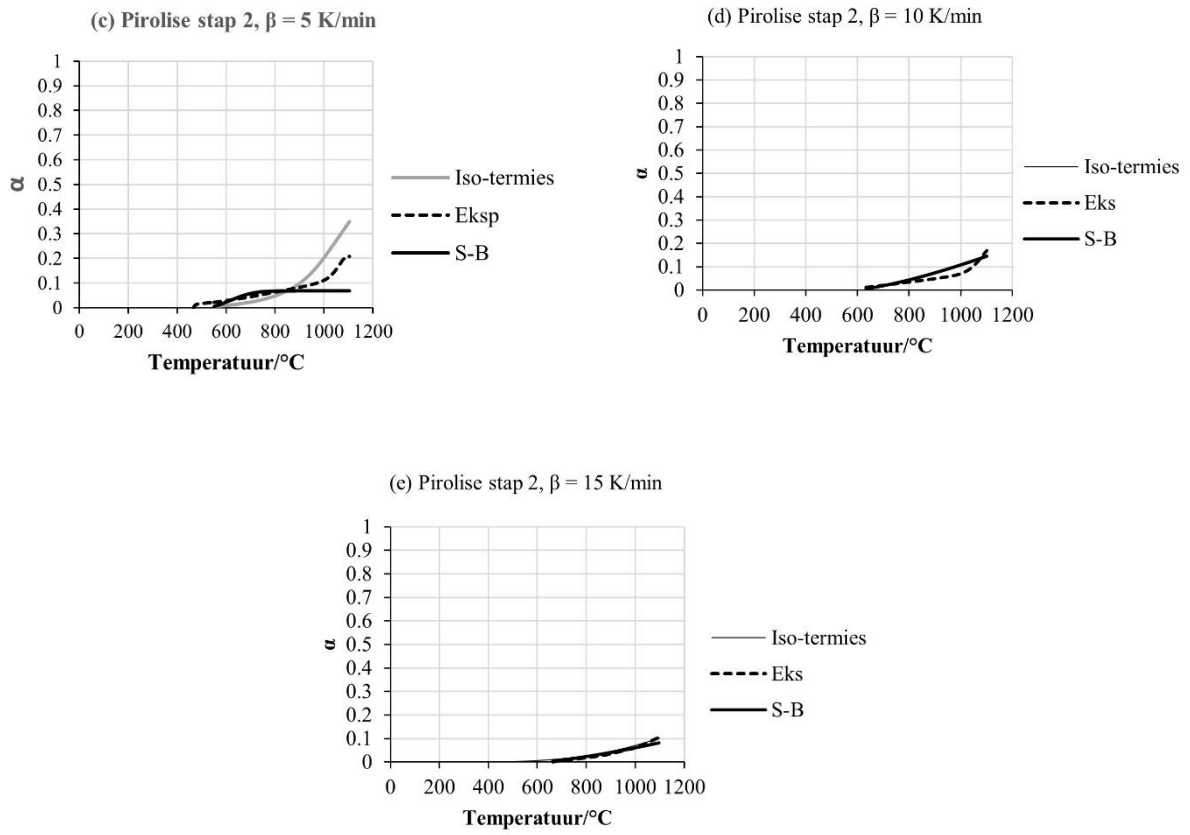 (c) Pirolise stap 2, β = 5 K/min
1
0.9
0.8
0.7
0.6
0.5
0.4
0.3
0.2
0.1
0
α
0 200 400 600 800 1000 1200
Temperatuur/°C
Iso-termies
Eksp
S-B
(d) Pirolise stap 2, β = 10 K/min
1
0.9
0.8
0.7
0.6
0.5
0.4
0.3
0.2
0.1
0
α
0 200 400 600 800 1000 1200
Temperatuur/°C
Iso-termies
Eks
S-B
(e) Pirolise stap 2, β = 15 K/min
1
0.9
0.8
0.7
0.6
0.5
0.4
0.3
0.2
0.1
0
α
0 200 400 600 800 1000 1200
Temperatuur/°C
Iso-termies
Eks
S-B